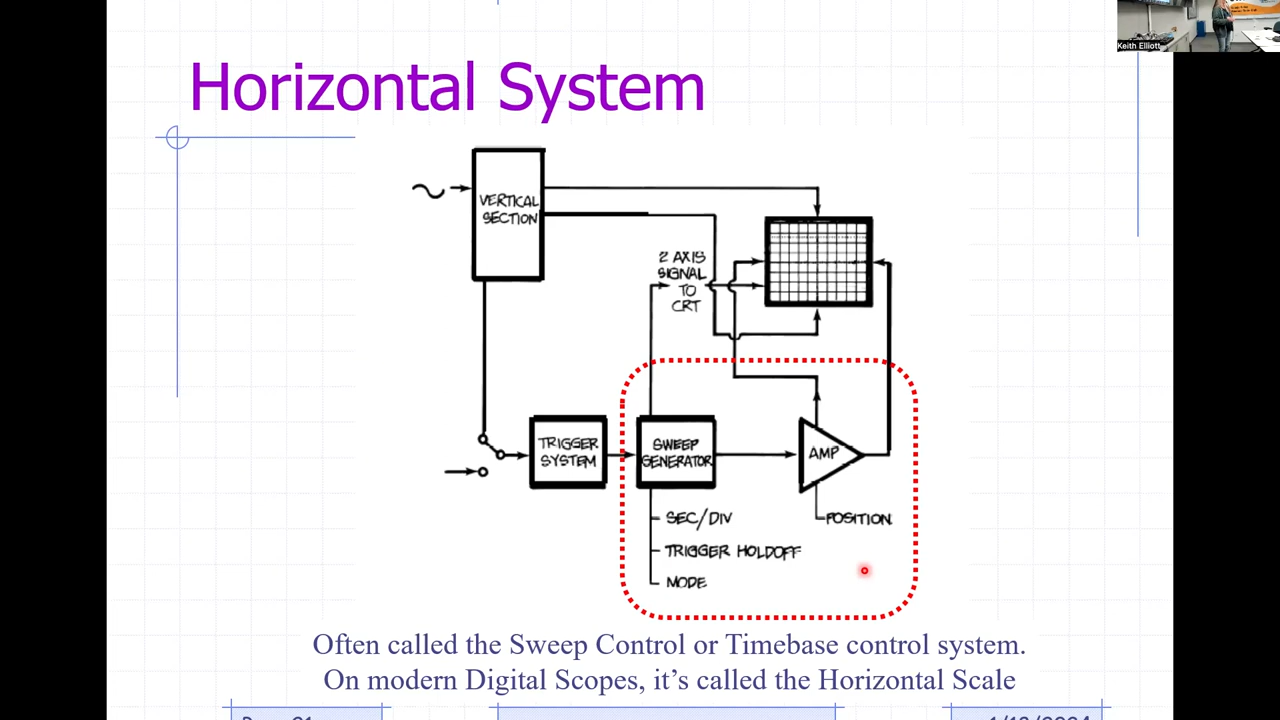 Keith Elliott
Horizontal System
VERTICAL
SECTION
Z AXIS
SIGNAL
TO
CRT
TRIGGER
SYSTEM
SWEEP
GENERATOR
AMP
SEC/DIV
POSITION
TRIGGER HOLDOFF
MODE
Often called the Sweep Control or Timebase control system.
On modern Digital Scopes, it's called the Horizontal Scale